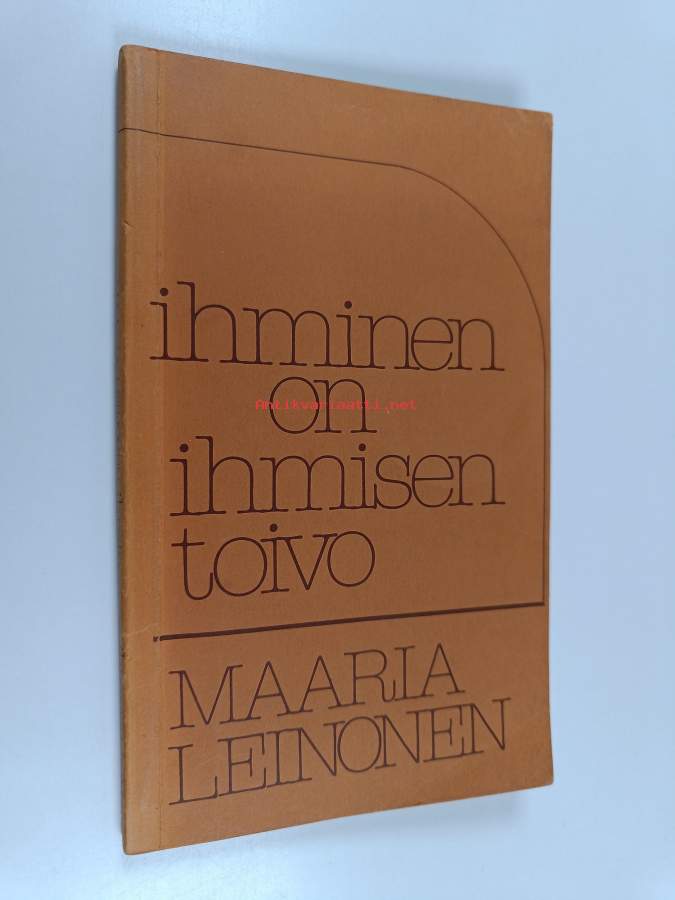 ihminen
on
Antikvariaatti.net
ihmisen
toivo
MAARIA
LEINONEN